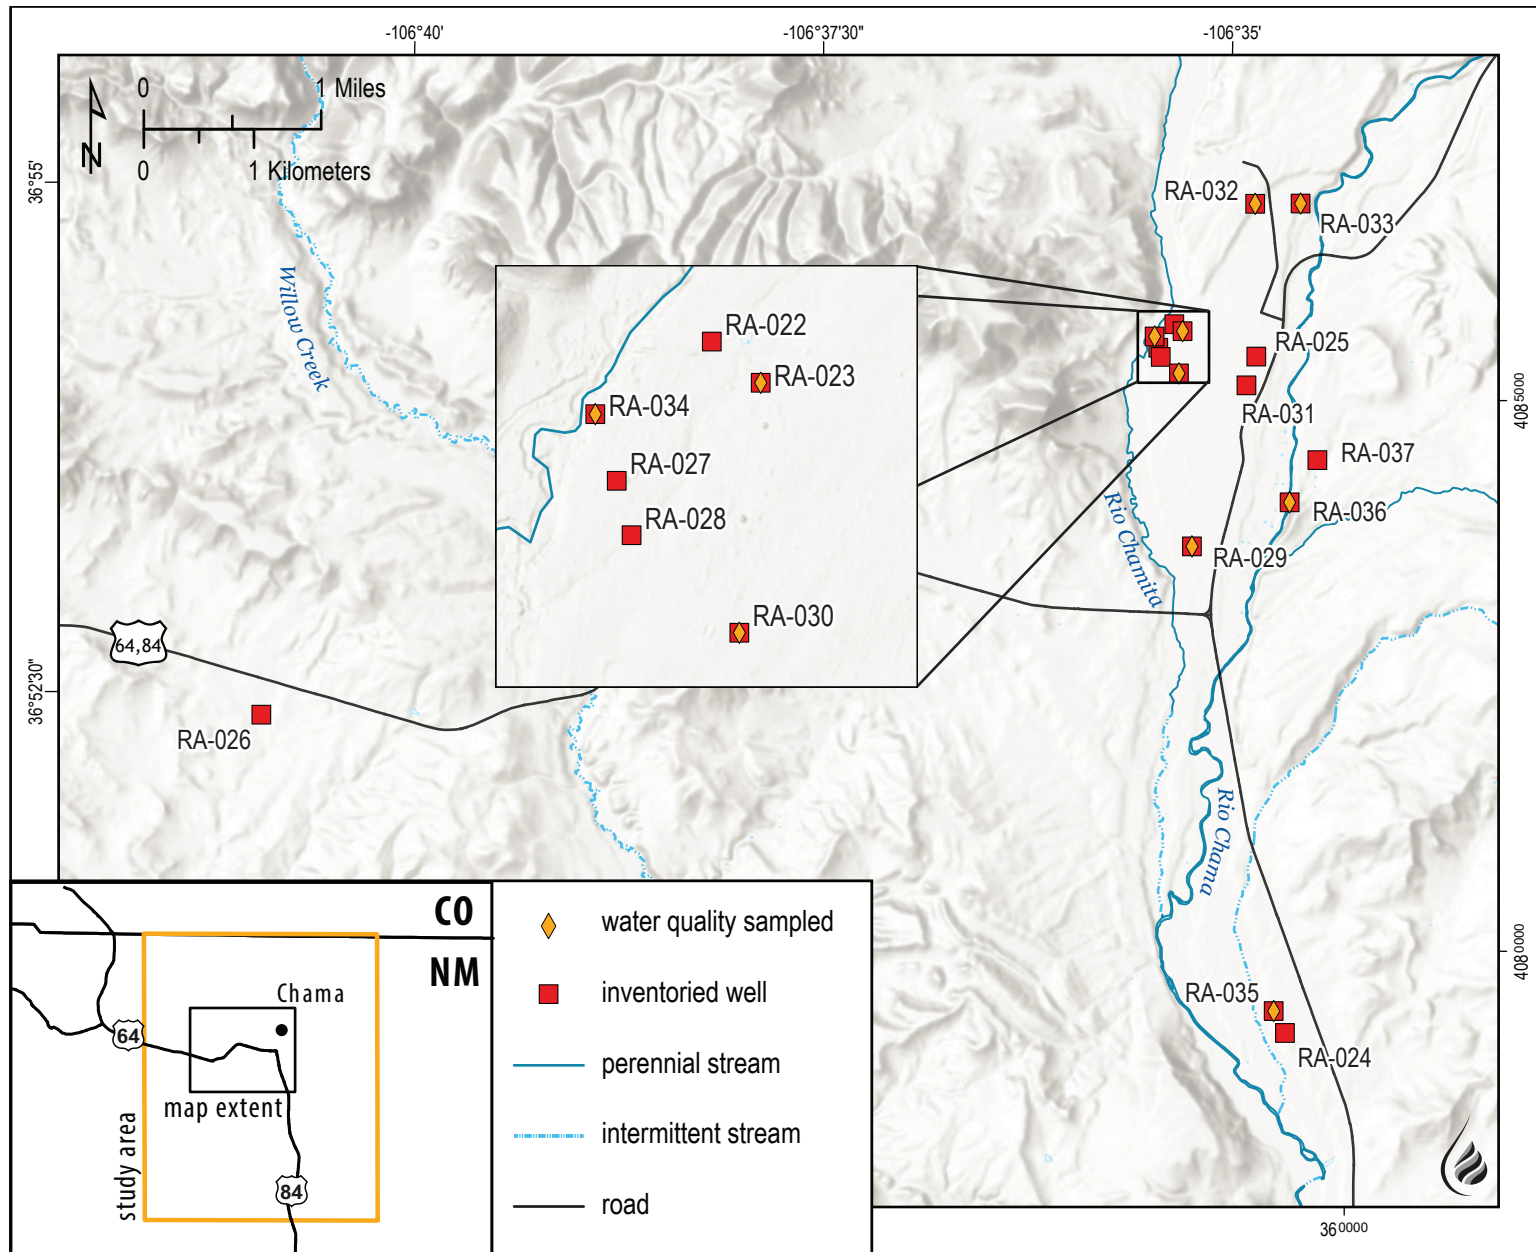 -106°40'
-106°37'30"
-106°35'
0
1 Miles
N
0
1 Kilometers
36°55'
36°52'30"
4085000
4080000
360000
Willow Creek
Rio Chamita
Rio Chama
RA-032
RA-033
RA-022
RA-023
RA-034
RA-027
RA-028
RA-030
RA-025
RA-031
RA-037
RA-036
RA-029
64,84
RA-026
RA-035
RA-024
CO
NM
Chama
64
map extent
study area
84
water quality sampled
inventoried well
perennial stream
intermittent stream
road